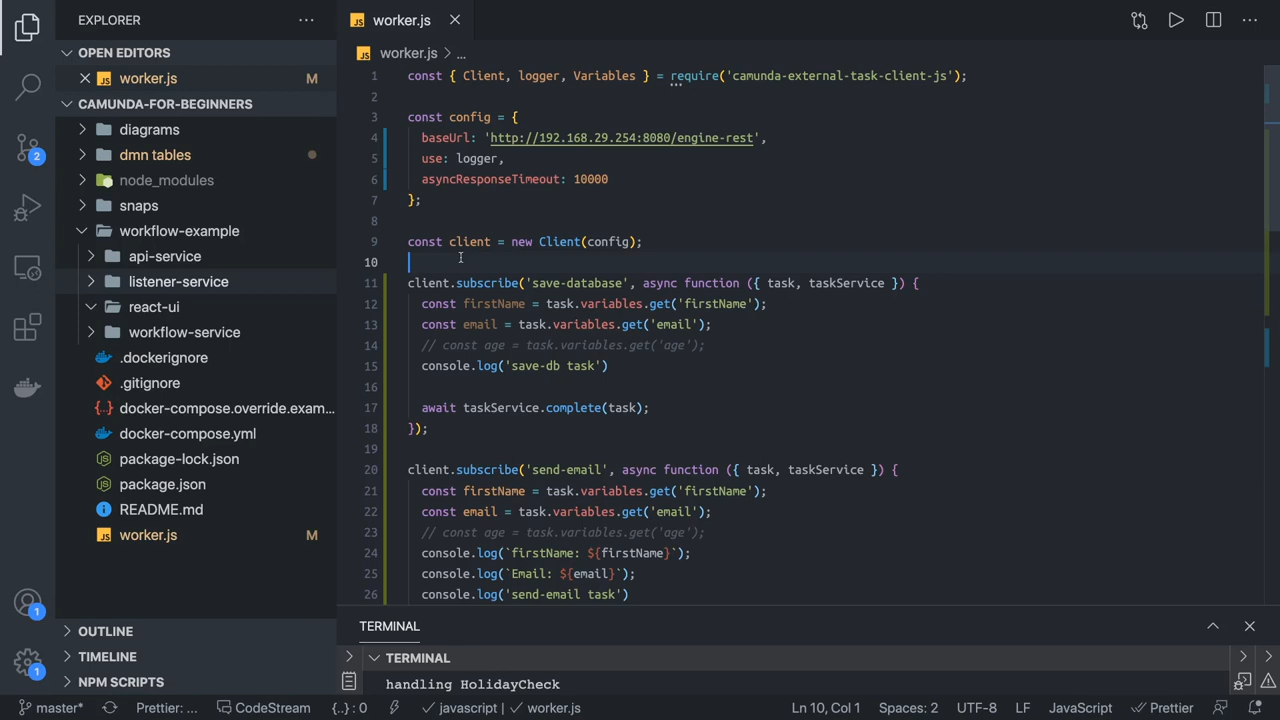 EXPLORER
OPEN EDITORS
worker.js M
CAMUNDA-FOR-BEGINNERS
diagrams
dmn tables
node_modules
snaps
workflow-example
api-service
listener-service
react-ui
workflow-service
.dockerignore
.gitignore
docker-compose.override.exam...
docker-compose.yml
package-lock.json
package.json
README.md
worker.js M
OUTLINE
TIMELINE
NPM SCRIPTS
2
1
1
worker.js
worker.js > ...
1 const { Client, logger, Variables } = require('camunda-external-task-client-js');
2
3 const config = {
4 baseUrl: 'http://192.168.29.254:8080/engine-rest',
5 use: logger,
6 asyncResponseTimeout: 10000
7 };
8
9 const client = new Client(config);
10
11 client.subscribe('save-database', async function ({ task, taskService }) {
12 const firstName = task.variables.get('firstName');
13 const email = task.variables.get('email');
14 // const age = task.variables.get('age');
15 console.log('save-db task')
16
17 await taskService.complete(task);
18 });
19
20 client.subscribe('send-email', async function ({ task, taskService }) {
21 const firstName = task.variables.get('firstName');
22 const email = task.variables.get('email');
23 // const age = task.variables.get('age');
24 console.log(`firstName: ${firstName}`);
25 console.log(`Email: ${email}`);
26 console.log('send-email task')
TERMINAL
TERMINAL
handling HolidayCheck
master* Prettier: ... CodeStream {..} : 0 javascript | worker.js Ln 10, Col 1 Spaces: 2 UTF-8 LF JavaScript Prettier